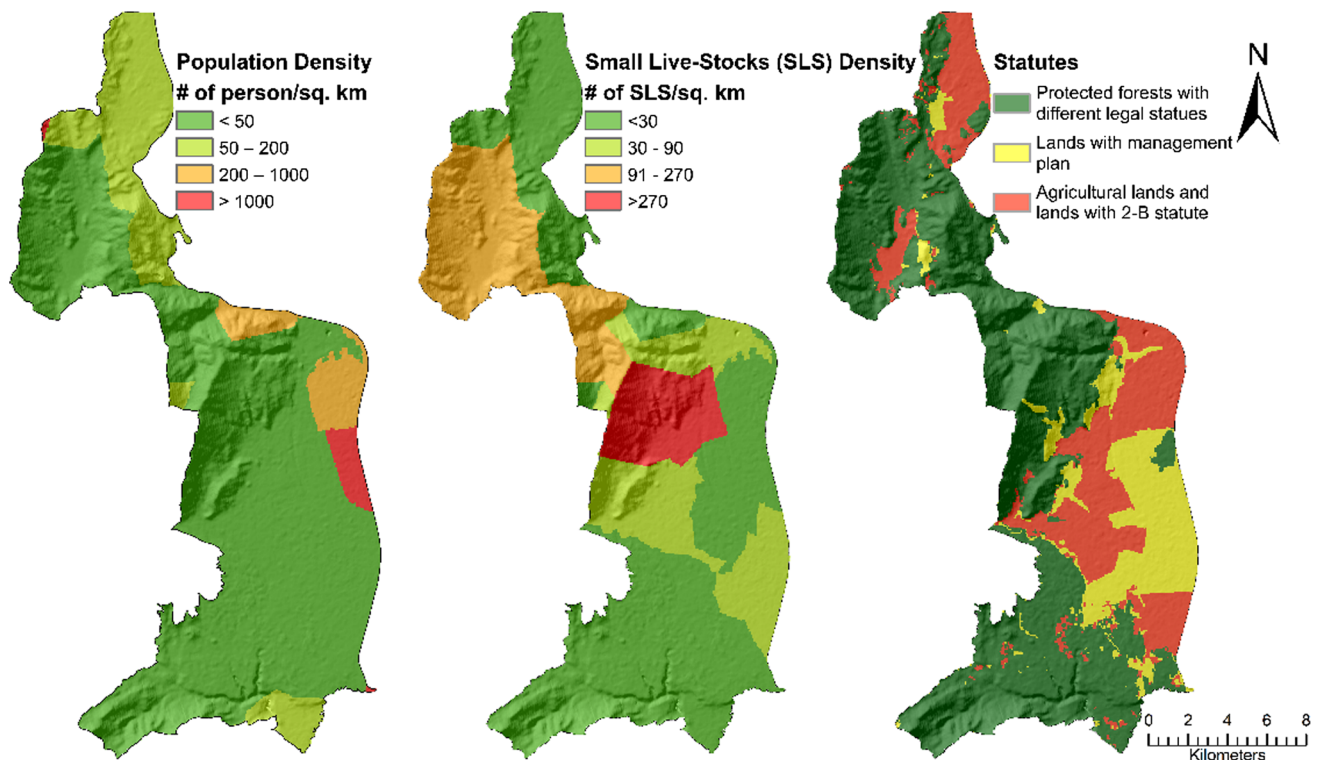 Population Density
# of person/sq. km
< 50
50 – 200
200 – 1000
> 1000
Small Live-Stocks (SLS) Density
# of SLS/sq. km
<30
30 - 90
91 - 270
>270
Statutes
Protected forests with
different legal statues
Lands with management
plan
Agricultural lands and
lands with 2-B statute
N
0 2 4 6 8
Kilometers